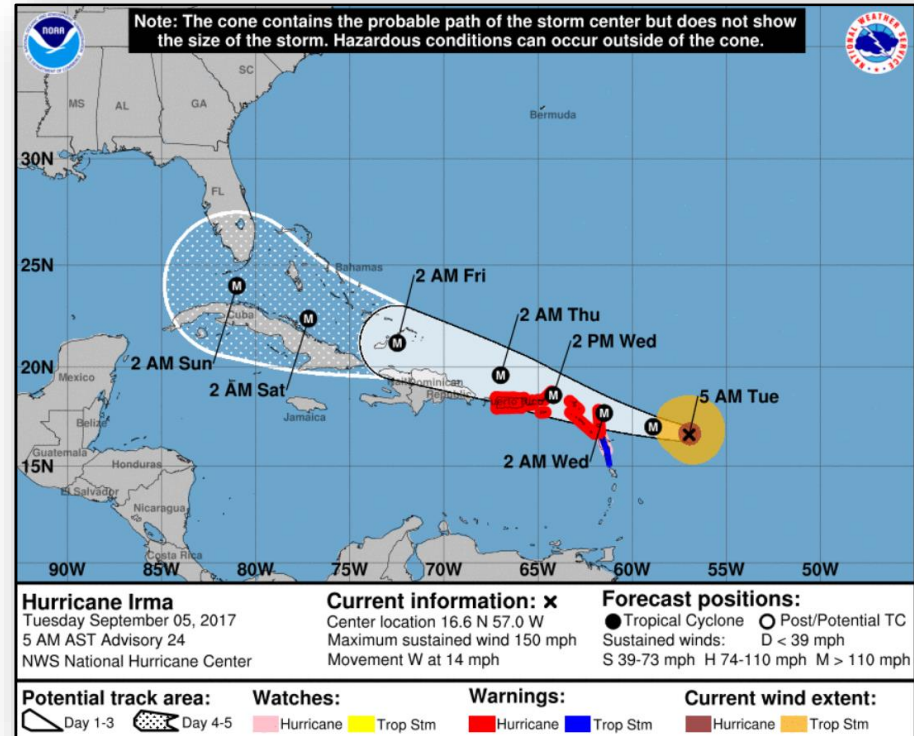 Note: The cone contains the probable path of the storm center but does not show
the size of the storm. Hazardous conditions can occur outside of the cone.
NOAA
NATIONAL WEATHER SERVICE
SC
MS AL GA
Bermuda
30N
FL
25N
Bahamas
2 AM Fri
M
M
Cuba
M
2 AM Thu
M
2 PM Wed
20N
2 AM Sun
M
2 AM Sat
Mexico
Dominican
Republic
M
5 AM Tue
Jamaica
M
M
Belize
2 AM Wed
Guatemala
15N
Honduras
El Salvador
Nicaragua
Costa Rica
90W 85W 80W 75W 70W 65W 60W 55W 50W
Hurricane Irma
Tuesday September 05, 2017
5 AM AST Advisory 24
NWS National Hurricane Center
Current information: x
Center location 16.6 N 57.0 W
Maximum sustained wind 150 mph
Movement W at 14 mph
Forecast positions:
Tropical Cyclone Post/Potential TC
Sustained winds: D < 39 mph
S 39-73 mph H 74-110 mph M > 110 mph
Potential track area:
Day 1-3 Day 4-5
Watches:
Hurricane Trop Stm
Warnings:
Hurricane Trop Stm
Current wind extent:
Hurricane Trop Stm